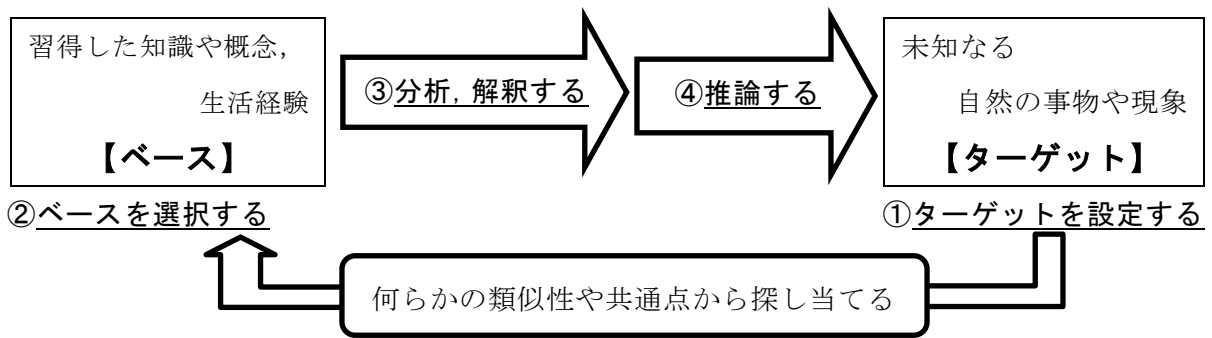 習得した知識や概念,
生活経験
【ベース】
②ベースを選択する
③分析, 解釈する
④推論する
未知なる
自然の事物や現象
【ターゲット】
①ターゲットを設定する
何らかの類似性や共通点から探し当てる